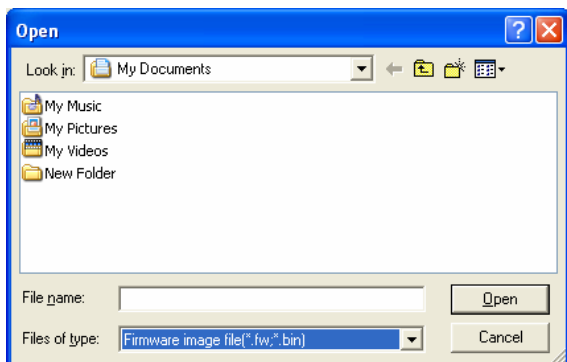 Open
Look in: My Documents
My Music
My Pictures
My Videos
New Folder
File name: Open
Files of type: Firmware image file(*.fw;*.bin) Cancel